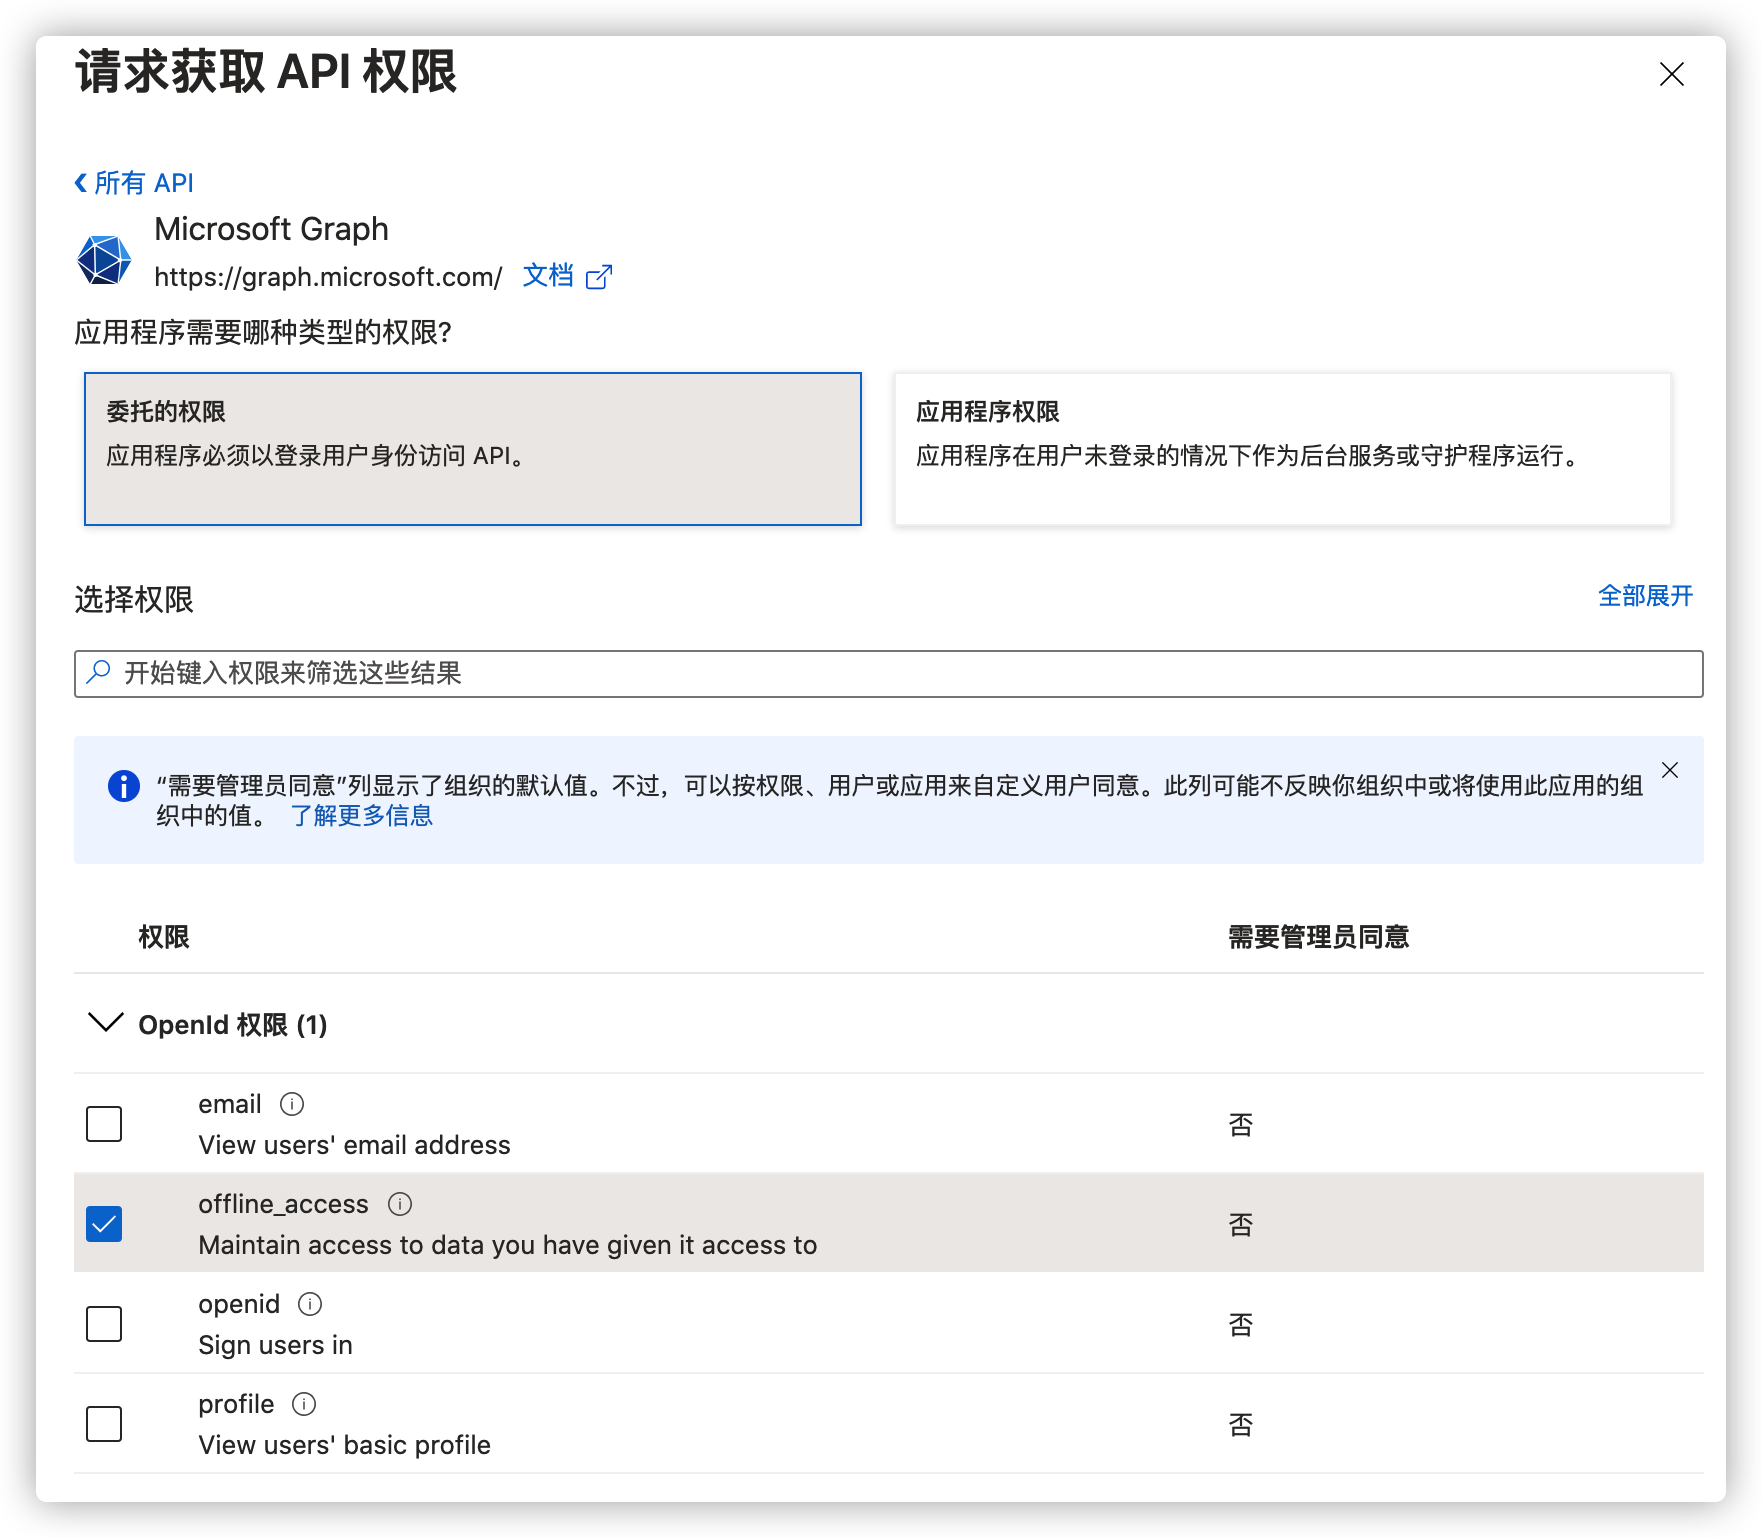 请求获取 API 权限
所有 API
Microsoft Graph
https://graph.microsoft.com/ 文档
应用程序需要哪种类型的权限?
委托的权限
应用程序必须以登录用户身份访问 API。
应用程序权限
应用程序在用户未登录的情况下作为后台服务或守护程序运行。
选择权限
全部展开
开始键入权限来筛选这些结果
“需要管理员同意”列显示了组织的默认值。不过，可以按权限、用户或应用来自定义用户同意。此列可能不反映你组织中或将使用此应用的组
织中的值。 了解更多信息
权限
需要管理员同意
OpenId 权限 (1)
email
View users' email address
否
offline_access
Maintain access to data you have given it access to
否
openid
Sign users in
否
profile
View users' basic profile
否